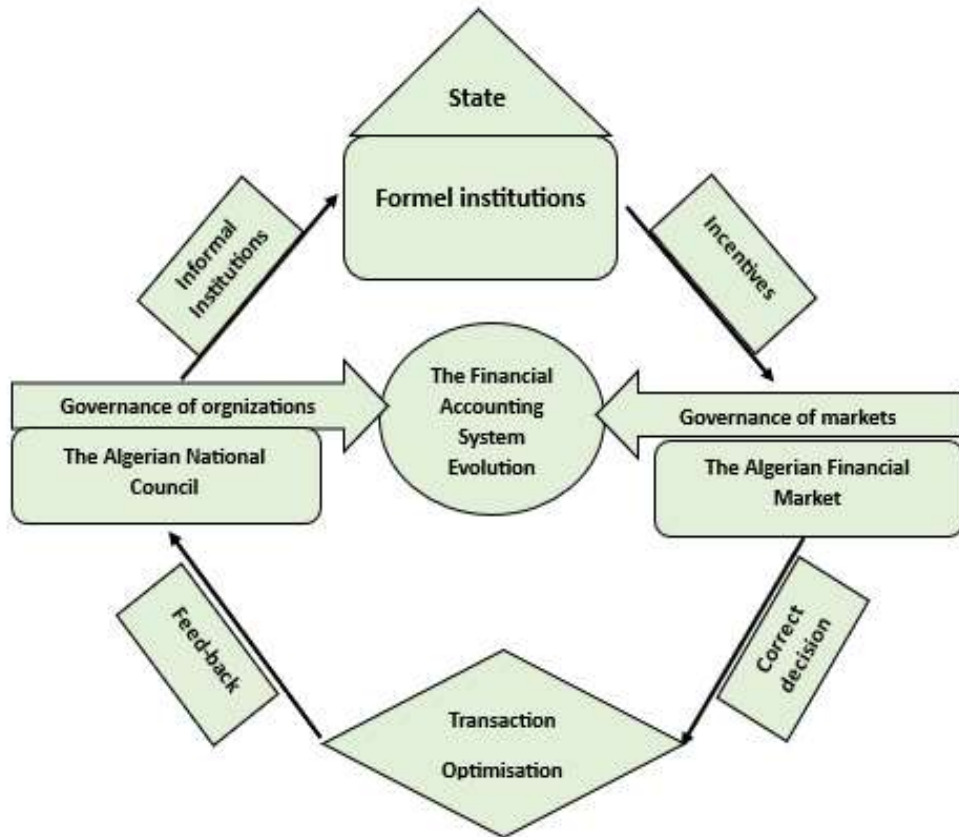 State
Formel institutions
Informal
Institutions
Incentives
Governance of orgnizations
The Financial
Accounting
System
Evolution
Governance of markets
The Algerian National
Council
The Algerian Financial
Market
Feed-back
Correct
decision
Transaction
Optimisation